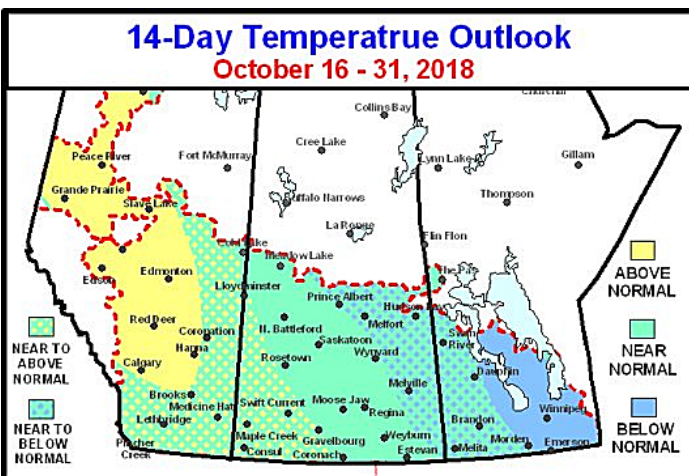 14-Day Temperatrue Outlook
October 16 - 31, 2018
Churchill
Collins Bay
Peace River
Fort McMurray
Cree Lake
Lynn Lake
Gillam
Grande Prairie
Slave Lake
Buffalo Narrows
Thompson
La Ronge
Cold Lake
Meadow Lake
Flin Flon
The Pas
Edson
Edmonton
Lloydminster
Prince Albert
Hudson Bay
ABOVE
NORMAL
Red Deer
Coronation
N. Battleford
Melfort
Saskatoon
Swan
River
NEAR TO
ABOVE
NORMAL
Hanna
Calgary
Rosetown
Wynyard
Dauphin
NEAR
NORMAL
Brooks
Medicine Hat
Swift Current
Moose Jaw
Regina
Melville
Brandon
Winnipeg
Lethbridge
Pincher
Creek
Maple Creek
Consul
Gravelbourg
Coronach
Weyburn
Estevan
Melita
Morden
Emerson
NEAR TO
BELOW
NORMAL
BELOW
NORMAL